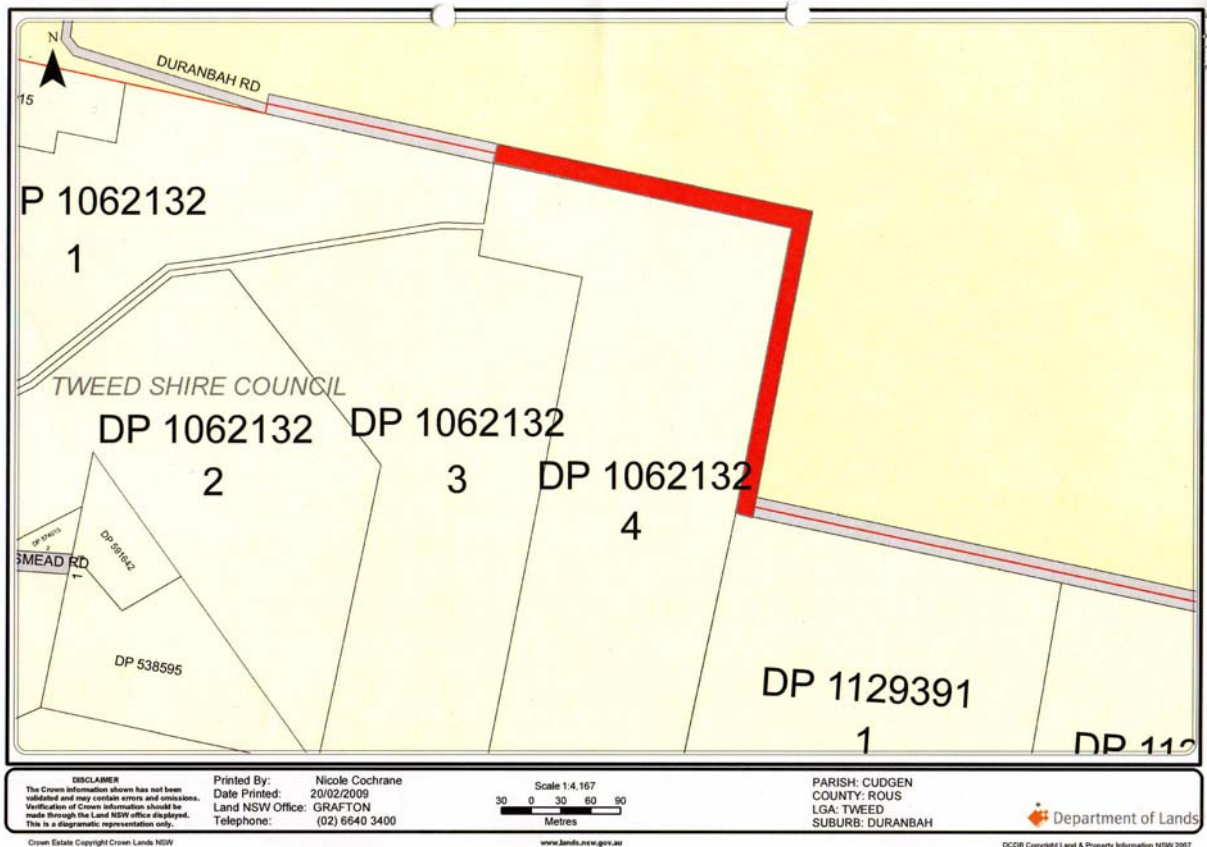 N
DURANBAH RD
15
P 1062132
1
TWEED SHIRE COUNCIL
DP 1062132
2
DP 1062132
3
DP 1062132
4
SMEAD RD
1
DP 591642
DP 538595
DP 1129391
1
DISCLAIMER
The Crown information shown has not been
validated and may contain errors and omissions.
Verification of Crown information should be
made through the Land NSW office displayed.
This is a diagramatic representation only.
Printed By: Nicole Cochrane
Date Printed: 20/02/2009
Land NSW Office: GRAFTON
Telephone: (02) 6640 3400
Scale 1:4,167
30 0 30 60 90
Metres
PARISH: CUDGEN
COUNTY: ROUS
LGA: TWEED
SUBURB: DURANBAH
Department of Lands
Crown Estate Copyright Crown Lands NSW
www.lands.nsw.gov.au
DCDB Copyright Land & Property Information NSW 2007